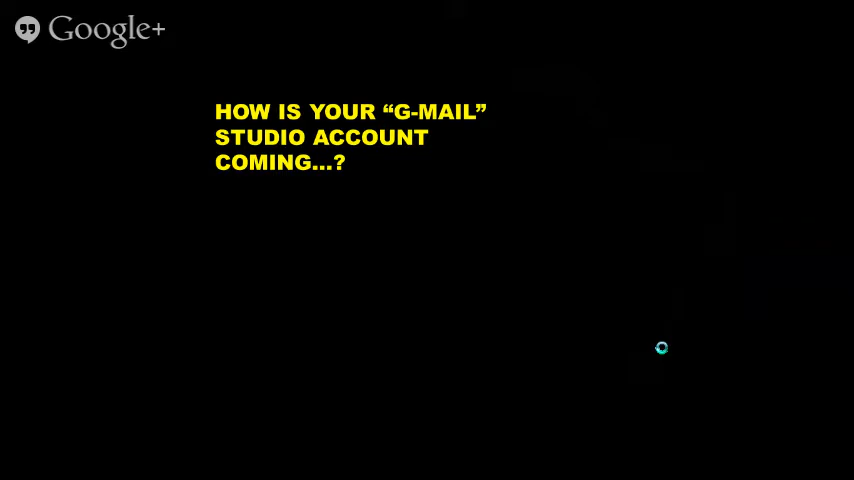 Google+
HOW IS YOUR “G-MAIL”
STUDIO ACCOUNT
COMING...?